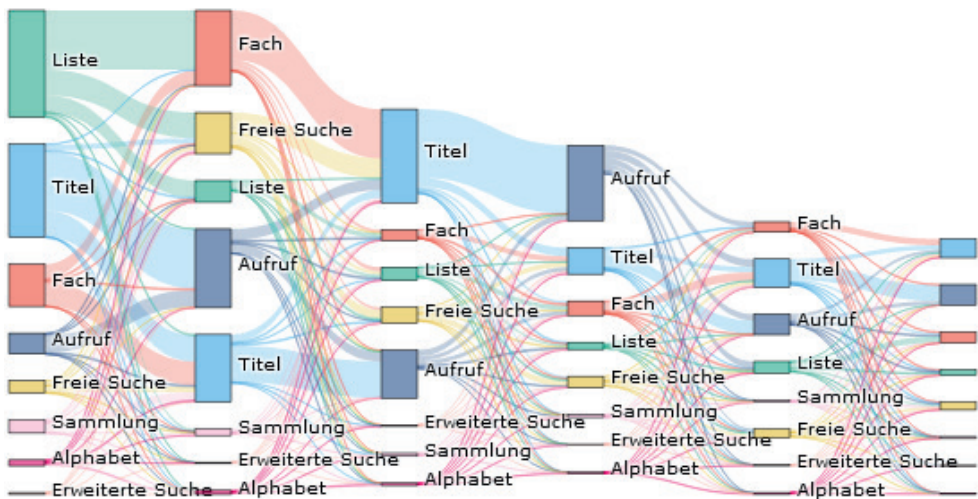 Liste
Titel
Fach
Aufruf
Freie Suche
Sammlung
Alphabet
Erweiterte Suche
Fach
Freie Suche
Liste
Aufruf
Titel
Sammlung
Erweiterte Suche
Alphabet
Titel
Fach
Liste
Freie Suche
Aufruf
Erweiterte Suche
Sammlung
Alphabet
Aufruf
Titel
Fach
Liste
Freie Suche
Sammlung
Erweiterte Suche
Alphabet
Fach
Titel
Aufruf
Liste
Sammlung
Freie Suche
Erweiterte Suche
Alphabet